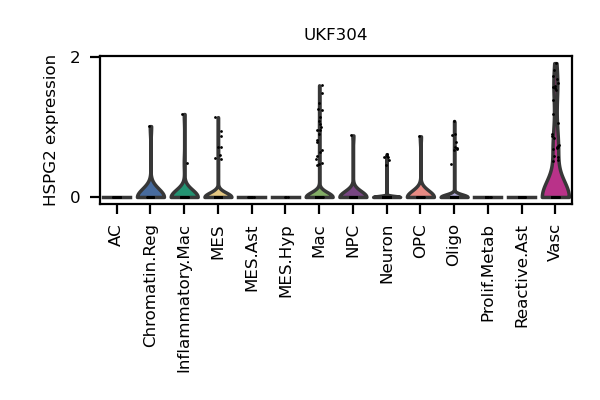 UKF304
HSPG2 expression
2
0
AC
Chromatin.Reg
Inflammatory.Mac
MES
MES.Ast
MES.Hyp
Mac
NPC
Neuron
OPC
Oligo
Prolif.Metab
Reactive.Ast
Vasc